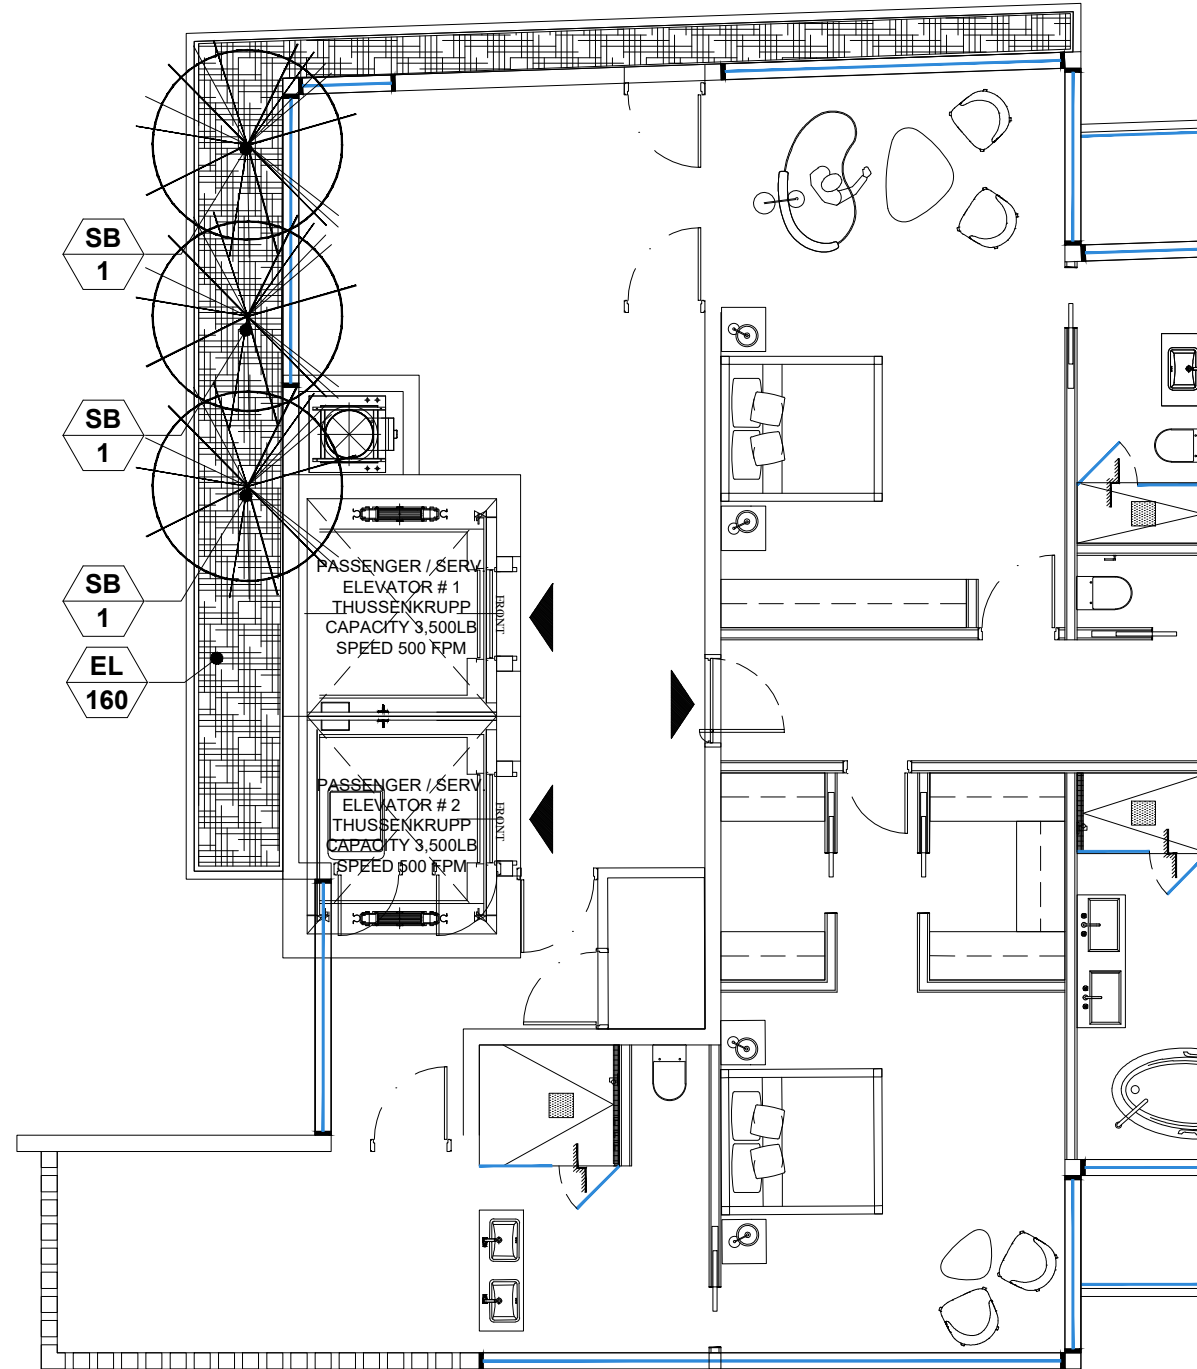 SB
1
SB
1
SB
1
EL
160
PASSENGER / SERV.
ELEVATOR # 1
THUSSENKRUPP
CAPACITY 3,500LB
SPEED 500 FPM
FRONT
PASSENGER / SERV.
ELEVATOR # 2
THUSSENKRUPP
CAPACITY 3,500LB
SPEED 500 FPM
FRONT